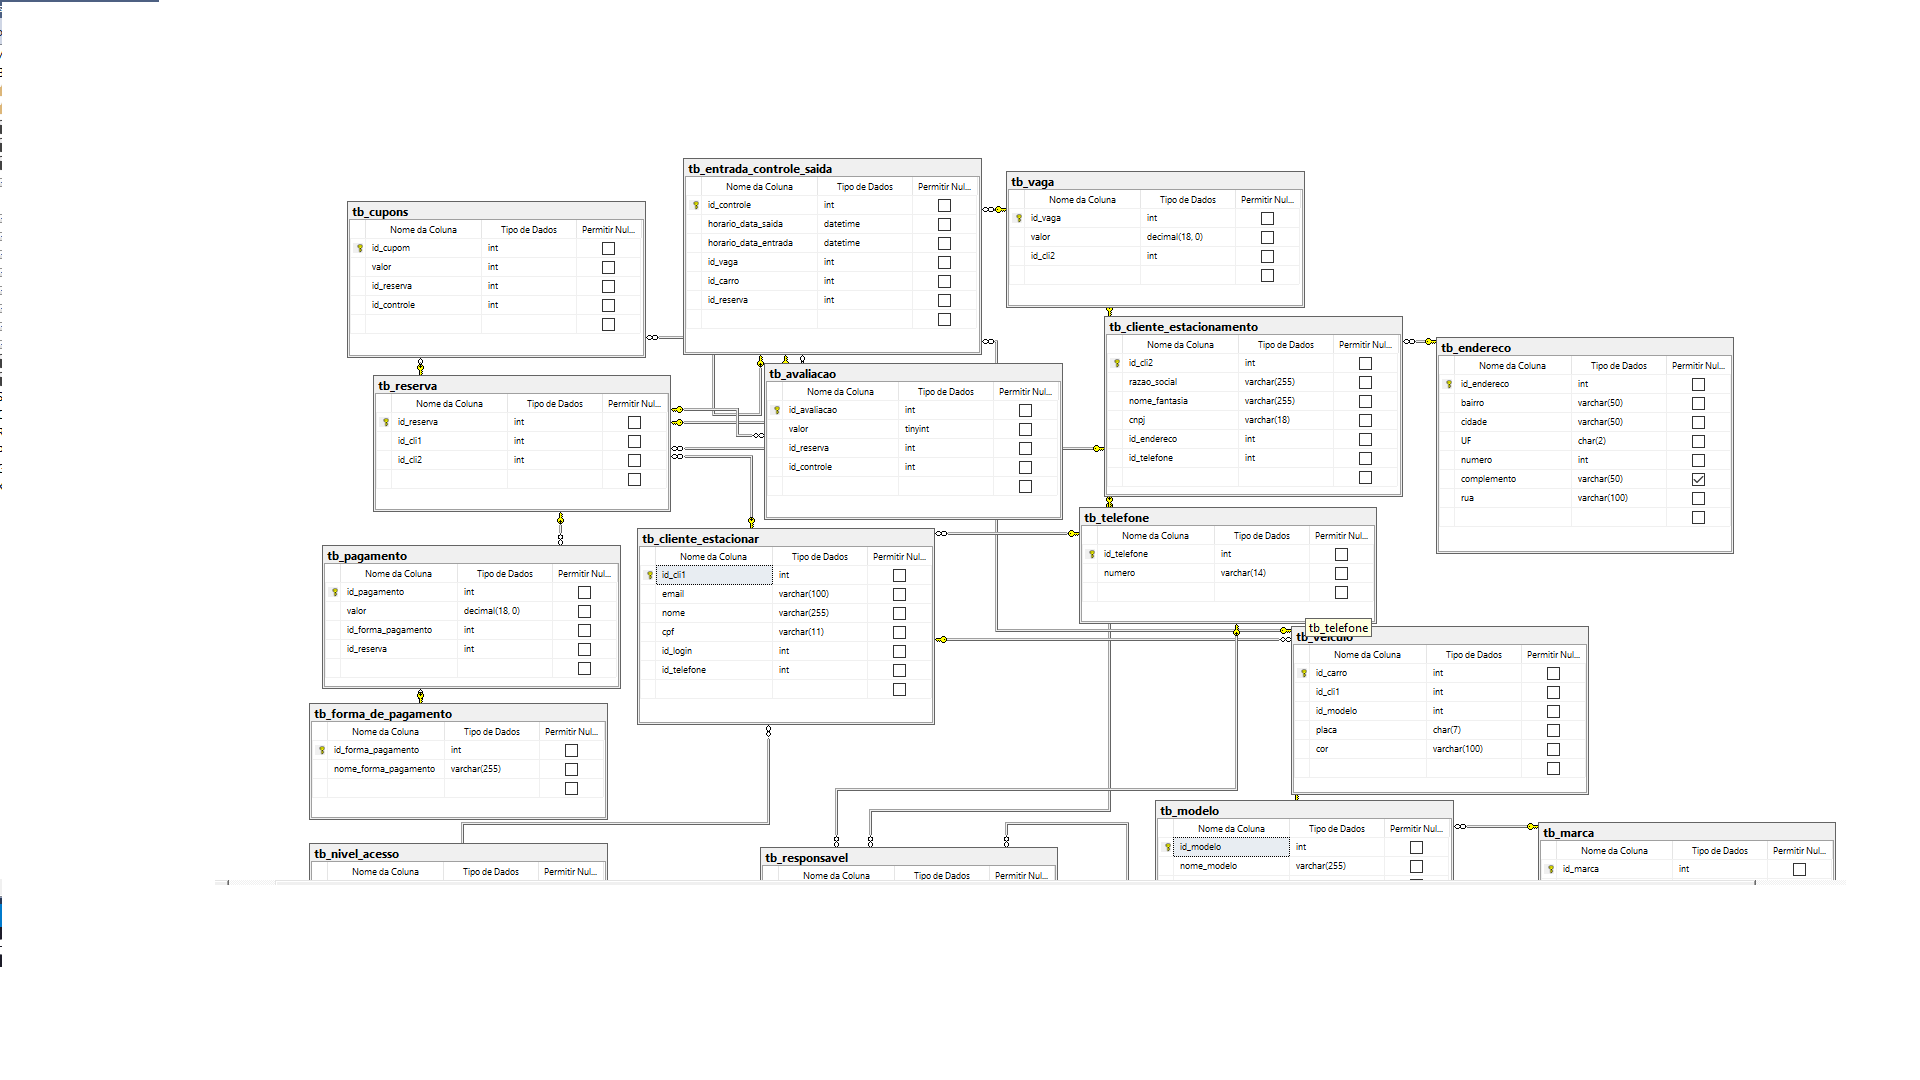 tb_entrada_controle_saida
Nome da Coluna Tipo de Dados Permitir Nul...
id_controle int
horario_data_saida datetime
horario_data_entrada datetime
id_vaga int
id_carro int
id_reserva int
tb_vaga
Nome da Coluna Tipo de Dados Permitir Nul...
id_vaga int
valor decimal(18, 0)
id_cli2 int
tb_cupons
Nome da Coluna Tipo de Dados Permitir Nul...
id_cupom int
valor int
id_reserva int
id_controle int
tb_cliente_estacionamento
Nome da Coluna Tipo de Dados Permitir Nul...
id_cli2 int
razao_social varchar(255)
nome_fantasia varchar(255)
cnpj varchar(18)
id_endereco int
id_telefone int
tb_endereco
Nome da Coluna Tipo de Dados Permitir Nul...
id_endereco int
bairro varchar(50)
cidade varchar(50)
UF char(2)
numero int
complemento varchar(50)
rua varchar(100)
tb_avaliacao
Nome da Coluna Tipo de Dados Permitir Nul...
id_avaliacao int
valor tinyint
id_reserva int
id_controle int
tb_reserva
Nome da Coluna Tipo de Dados Permitir Nul...
id_reserva int
id_cli1 int
id_cli2 int
tb_telefone
Nome da Coluna Tipo de Dados Permitir Nul...
id_telefone int
numero varchar(14)
tb_cliente_estacionar
Nome da Coluna Tipo de Dados Permitir Nul...
id_cli1 int
email varchar(100)
nome varchar(255)
cpf varchar(11)
id_login int
id_telefone int
tb_pagamento
Nome da Coluna Tipo de Dados Permitir Nul...
id_pagamento int
valor decimal(18, 0)
id_forma_pagamento int
id_reserva int
tb_telefone
tb_veiculo
Nome da Coluna Tipo de Dados Permitir Nul...
id_carro int
id_cli1 int
id_modelo int
placa char(7)
cor varchar(100)
tb_forma_de_pagamento
Nome da Coluna Tipo de Dados Permitir Nul...
id_forma_pagamento int
nome_forma_pagamento varchar(255)
tb_modelo
Nome da Coluna Tipo de Dados Permitir Nul...
id_modelo int
nome_modelo varchar(255)
tb_marca
Nome da Coluna Tipo de Dados Permitir Nul...
id_marca int
tb_nivel_acesso
Nome da Coluna Tipo de Dados Permitir Nul...
tb_responsavel
Nome da Coluna Tipo de Dados Permitir Nul...